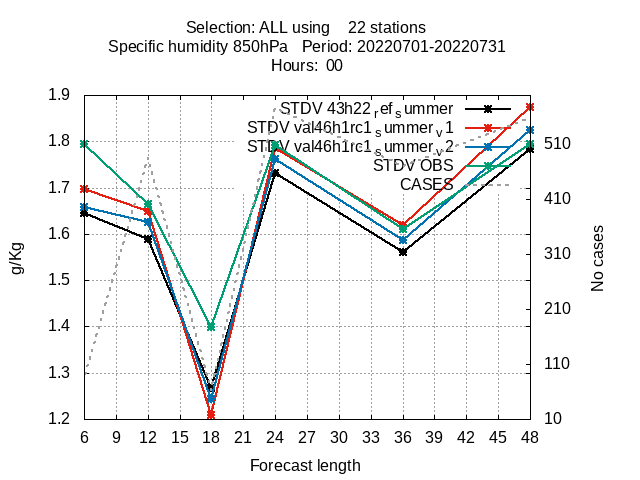 Selection: ALL using 22 stations
Specific humidity 850hPa Period: 20220701-20220731
Hours: 00
STDV 43h22refsummer
STDV val46h1rc1summerv1
STDV val46h1rc1summerv2
STDV OBS
CASES
1.9
1.8
1.7
1.6
1.5
1.4
1.3
1.2
g/Kg
510
410
310
210
110
10
No cases
6 9 12 15 18 21 24 27 30 33 36 39 42 45 48
Forecast length